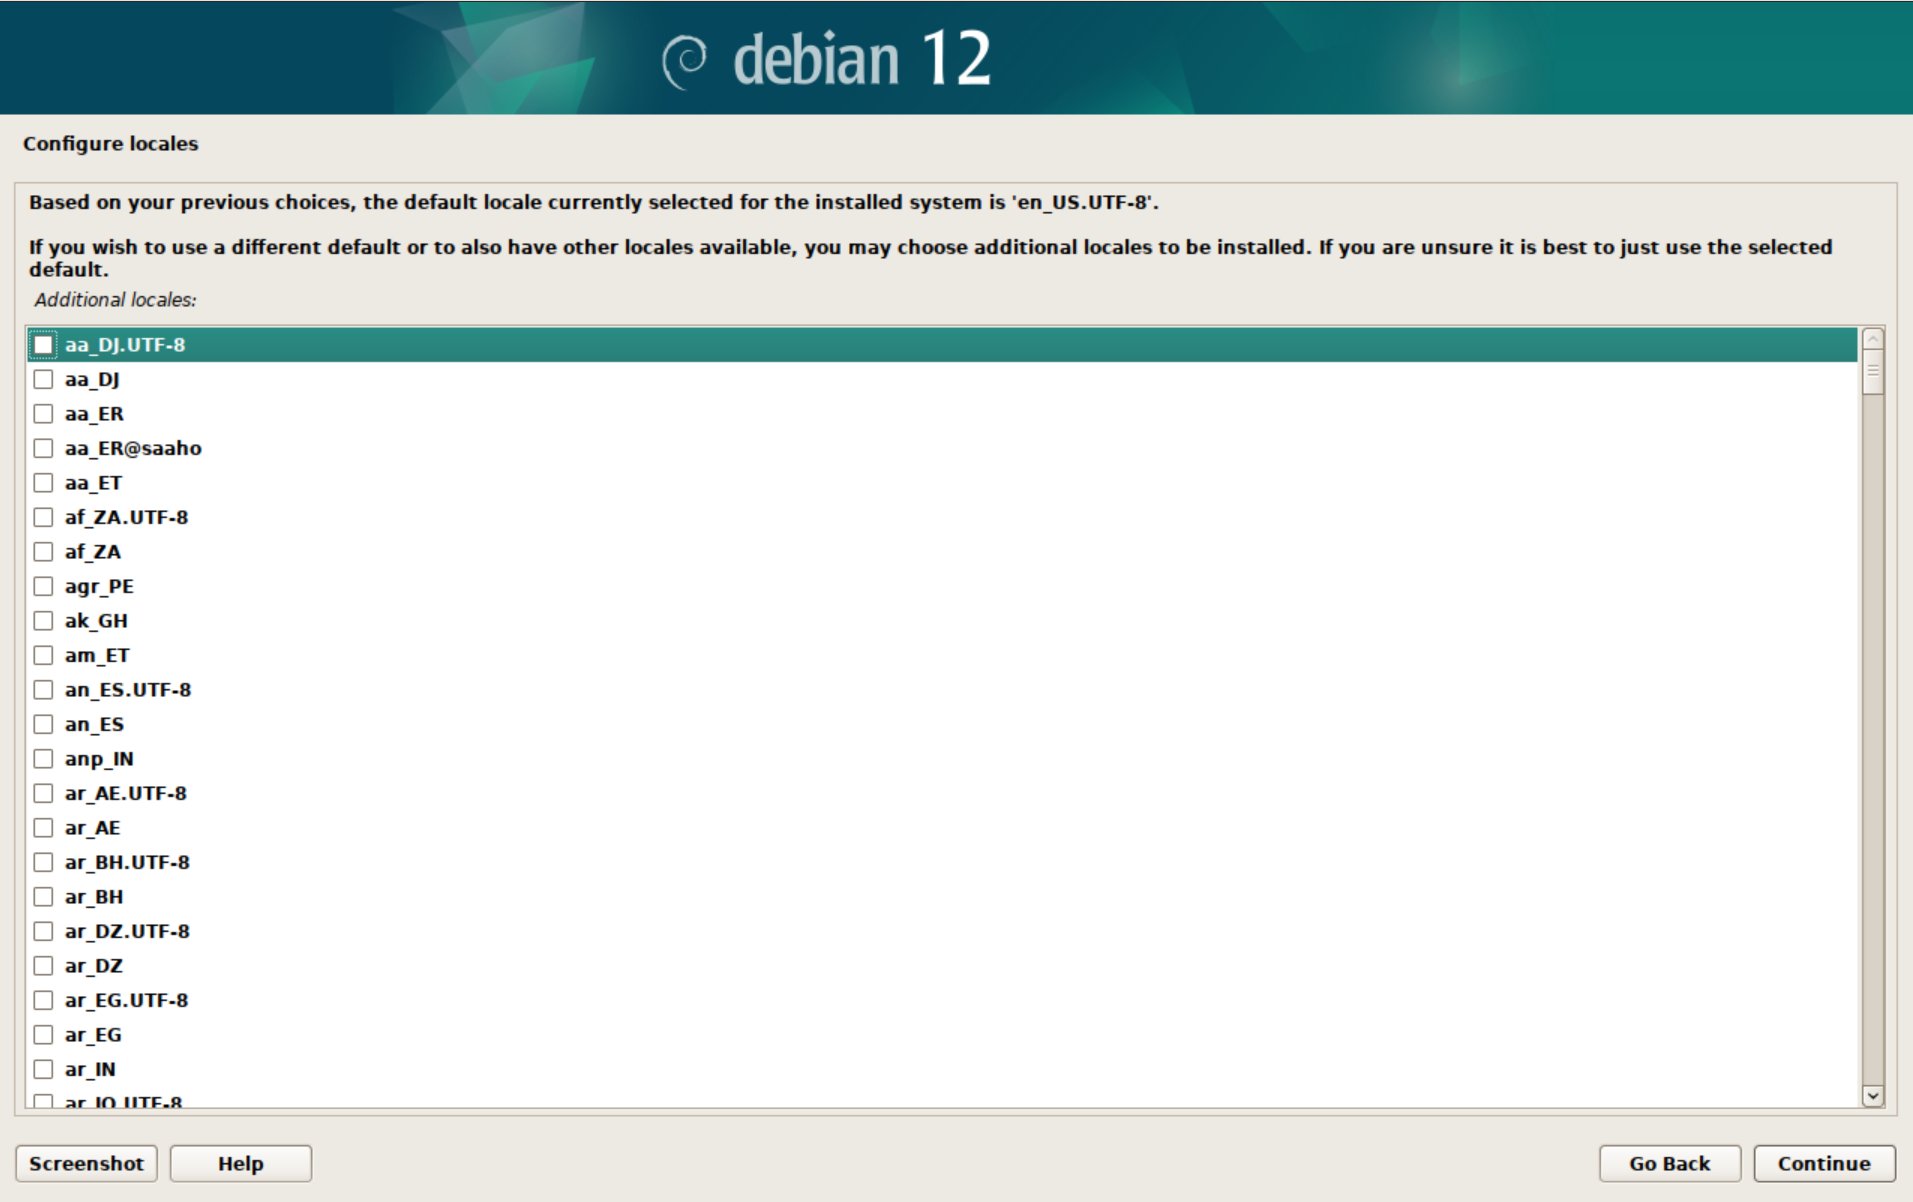 debian 12
Configure locales
Based on your previous choices, the default locale currently selected for the installed system is 'en_US.UTF-8'.
If you wish to use a different default or to also have other locales available, you may choose additional locales to be installed. If you are unsure it is best to just use the selected
default.
Additional locales:
aa_DJ.UTF-8
aa_DJ
aa_ER
aa_ER@saaho
aa_ET
af_ZA.UTF-8
af_ZA
agr_PE
ak_GH
am_ET
an_ES.UTF-8
an_ES
anp_IN
ar_AE.UTF-8
ar_AE
ar_BH.UTF-8
ar_BH
ar_DZ.UTF-8
ar_DZ
ar_EG.UTF-8
ar_EG
ar_IN
ar_JO.UTF-8
Screenshot Help Go Back Continue